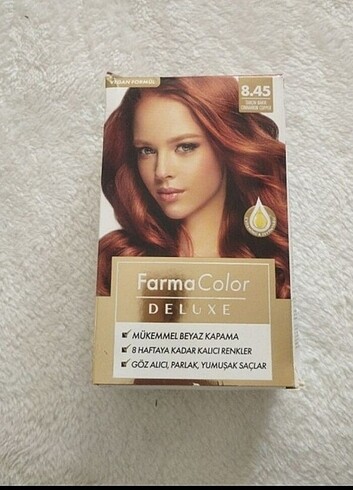 VEGAN FORMÜL
8.45
FarmaColor
DELUXE
MÜKEMMEL BEYAZ KAPAMA
8 HAFTAYA KADAR KALICI RENKLER
GÖZ ALICI, PARLAK, YUMUŞAK SAÇLAR